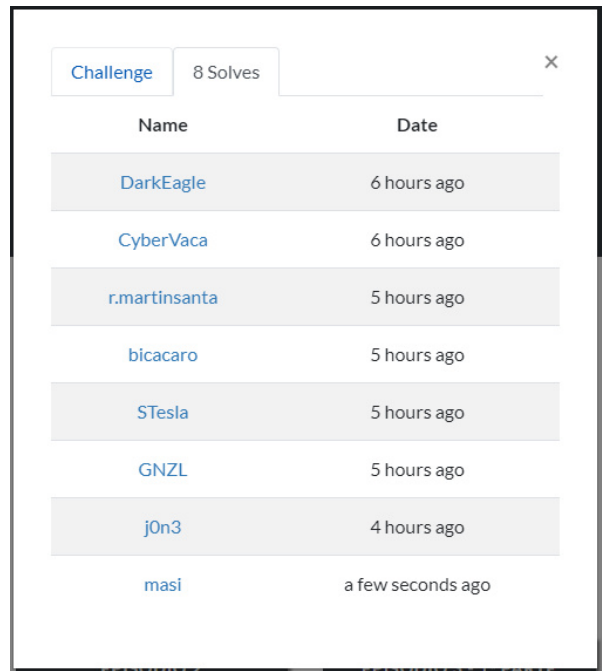 Challenge 8 Solves ×
Name Date
DarkEagle 6 hours ago
CyberVaca 6 hours ago
r.martinsanta 5 hours ago
bicacaro 5 hours ago
STesla 5 hours ago
GNZL 5 hours ago
j0n3 4 hours ago
masi a few seconds ago